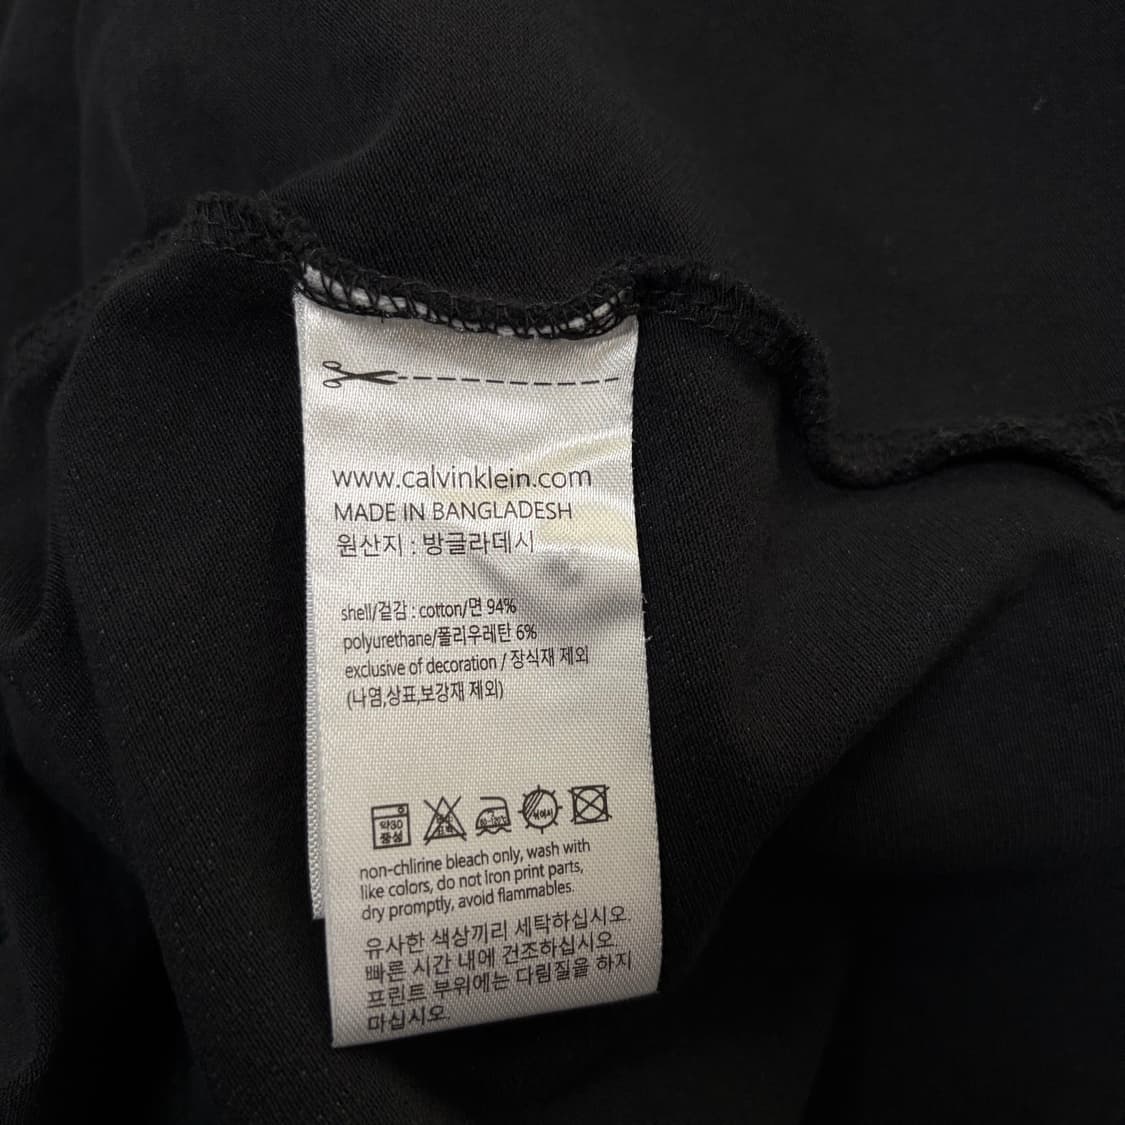 www.calvinklein.com
MADE IN BANGLADESH
원산지 : 방글라데시
shell/겉감 : cotton/면 94%
polyurethane/폴리우레탄 6%
exclusive of decoration / 장식재 제외
(나염,상표,보강재 제외)
약30
중성
non-chlirine bleach only, wash with
like colors, do not Iron print parts,
dry promptly, avoid flammables.
유사한 색상끼리 세탁하십시오.
빠른 시간 내에 건조하십시오.
프린트 부위에는 다림질을 하지
마십시오.